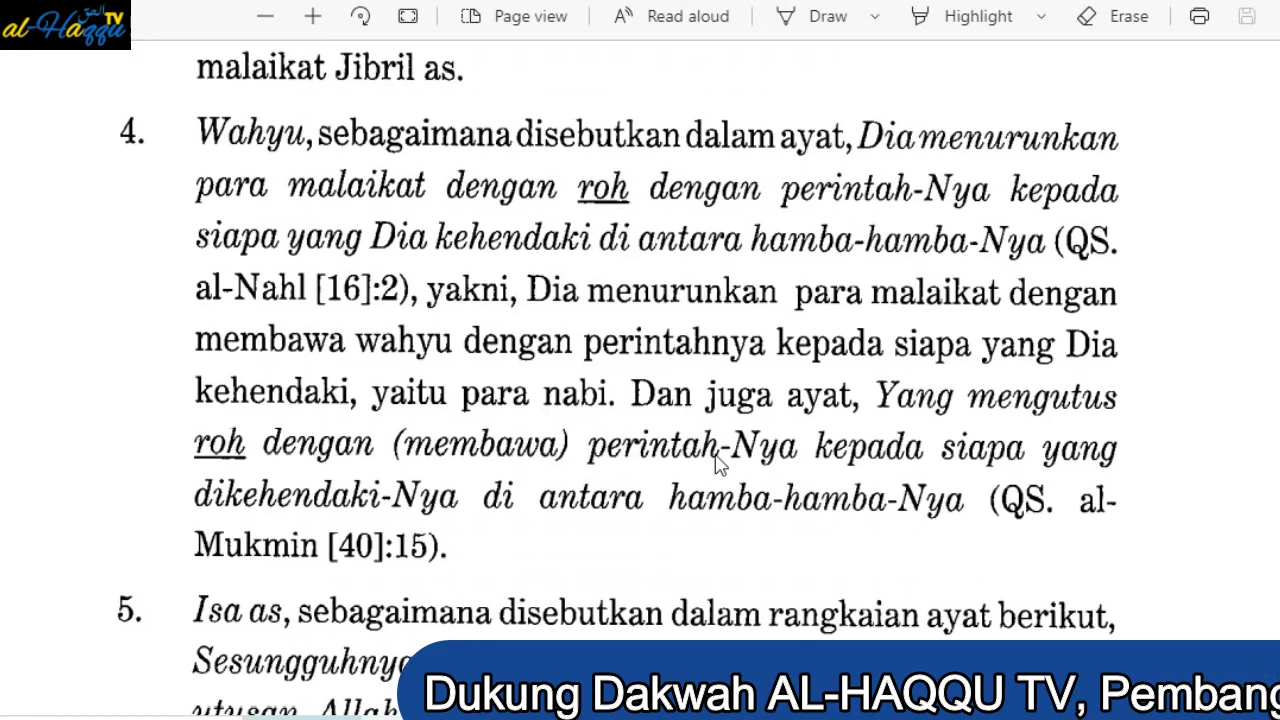 الحق
TV
al-Haqqu
Page view
Read aloud
Draw
Highlight
Erase
malaikat Jibril as.
4. Wahyu, sebagaimana disebutkan dalam ayat, Dia menurunkan
para malaikat dengan roh dengan perintah-Nya kepada
siapa yang Dia kehendaki di antara hamba-hamba-Nya (QS.
al-Nahl [16]:2), yakni, Dia menurunkan para malaikat dengan
membawa wahyu dengan perintahnya kepada siapa yang Dia
kehendaki, yaitu para nabi. Dan juga ayat, Yang mengutus
roh dengan (membawa) perintah-Nya kepada siapa yang
dikehendaki-Nya di antara hamba-hamba-Nya (QS. al-
Mukmin [40]:15).
5. Isa as, sebagaimana disebutkan dalam rangkaian ayat berikut,
Sesungguhnya
utusan Allah
Dukung Dakwah AL-HAQQU TV, Pembang